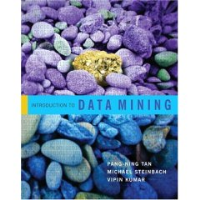 INTRODUCTION TO DATA MINING
PANG-NING TAN
MICHAEL STEINBACH
VIPIN KUMAR